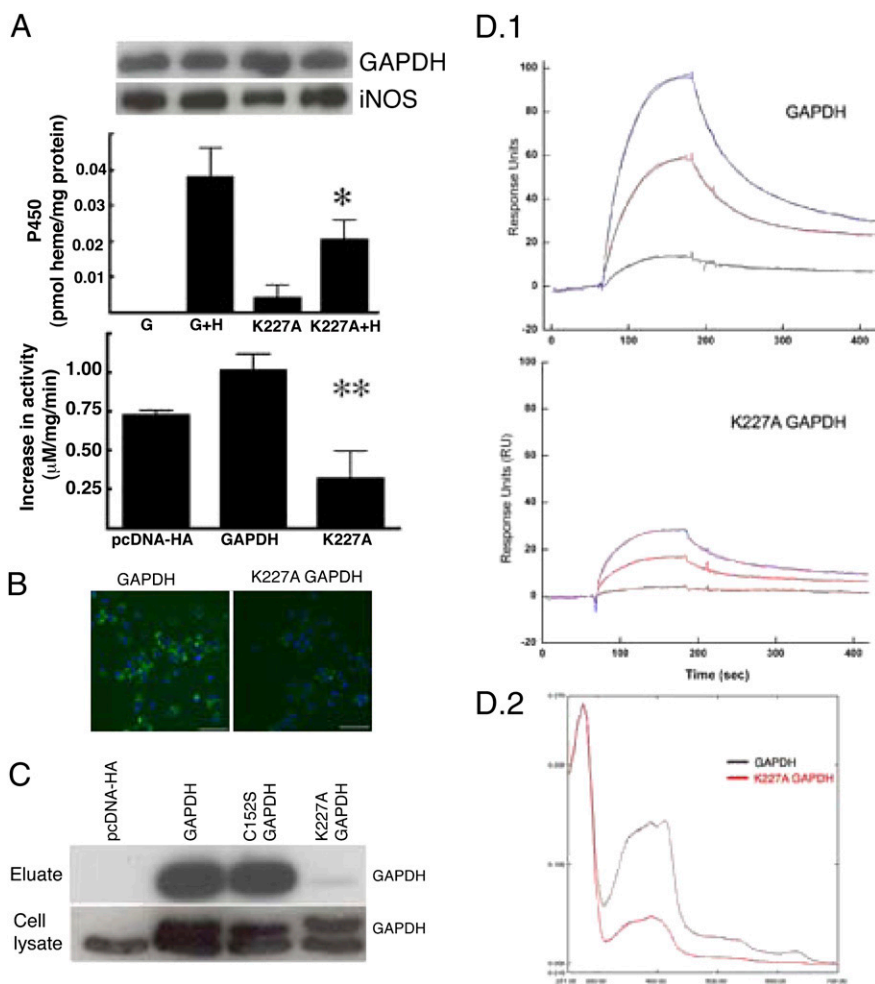 A
GAPDH
iNOS
P450
(pmol heme/mg protein)
0.04
0.03
0.02
0.01
*
G
G+H
K227A
K227A+H
Increase in activity
(μM/mg/min)
1.00
0.75
0.50
0.25
**
pcDNA-HA
GAPDH
K227A
B
GAPDH
K227A GAPDH
C
pcDNA-HA
GAPDH
C152S
GAPDH
K227A
GAPDH
Eluate
GAPDH
Cell
lysate
GAPDH
D.1
Response Units
100
80
60
40
20
0
-20
GAPDH
0
100
200
300
400
Response Units (RU)
100
80
60
40
20
0
-20
K227A GAPDH
0
100
200
300
400
Time (sec)
D.2
GAPDH
K227A GAPDH